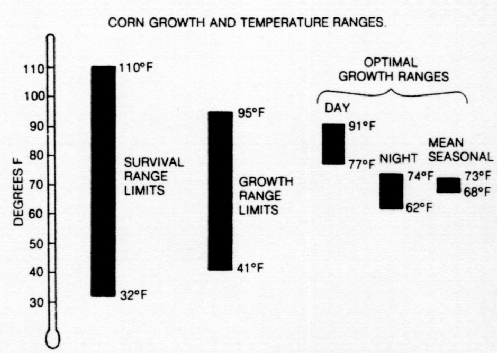 CORN GROWTH AND TEMPERATURE RANGES.
OPTIMAL
GROWTH RANGES
DEGREES F
110
100
90
80
70
60
50
40
30
110°F
SURVIVAL
RANGE
LIMITS
32°F
95°F
GROWTH
RANGE
LIMITS
41°F
DAY
91°F
77°F
NIGHT
74°F
62°F
MEAN
SEASONAL
73°F
68°F